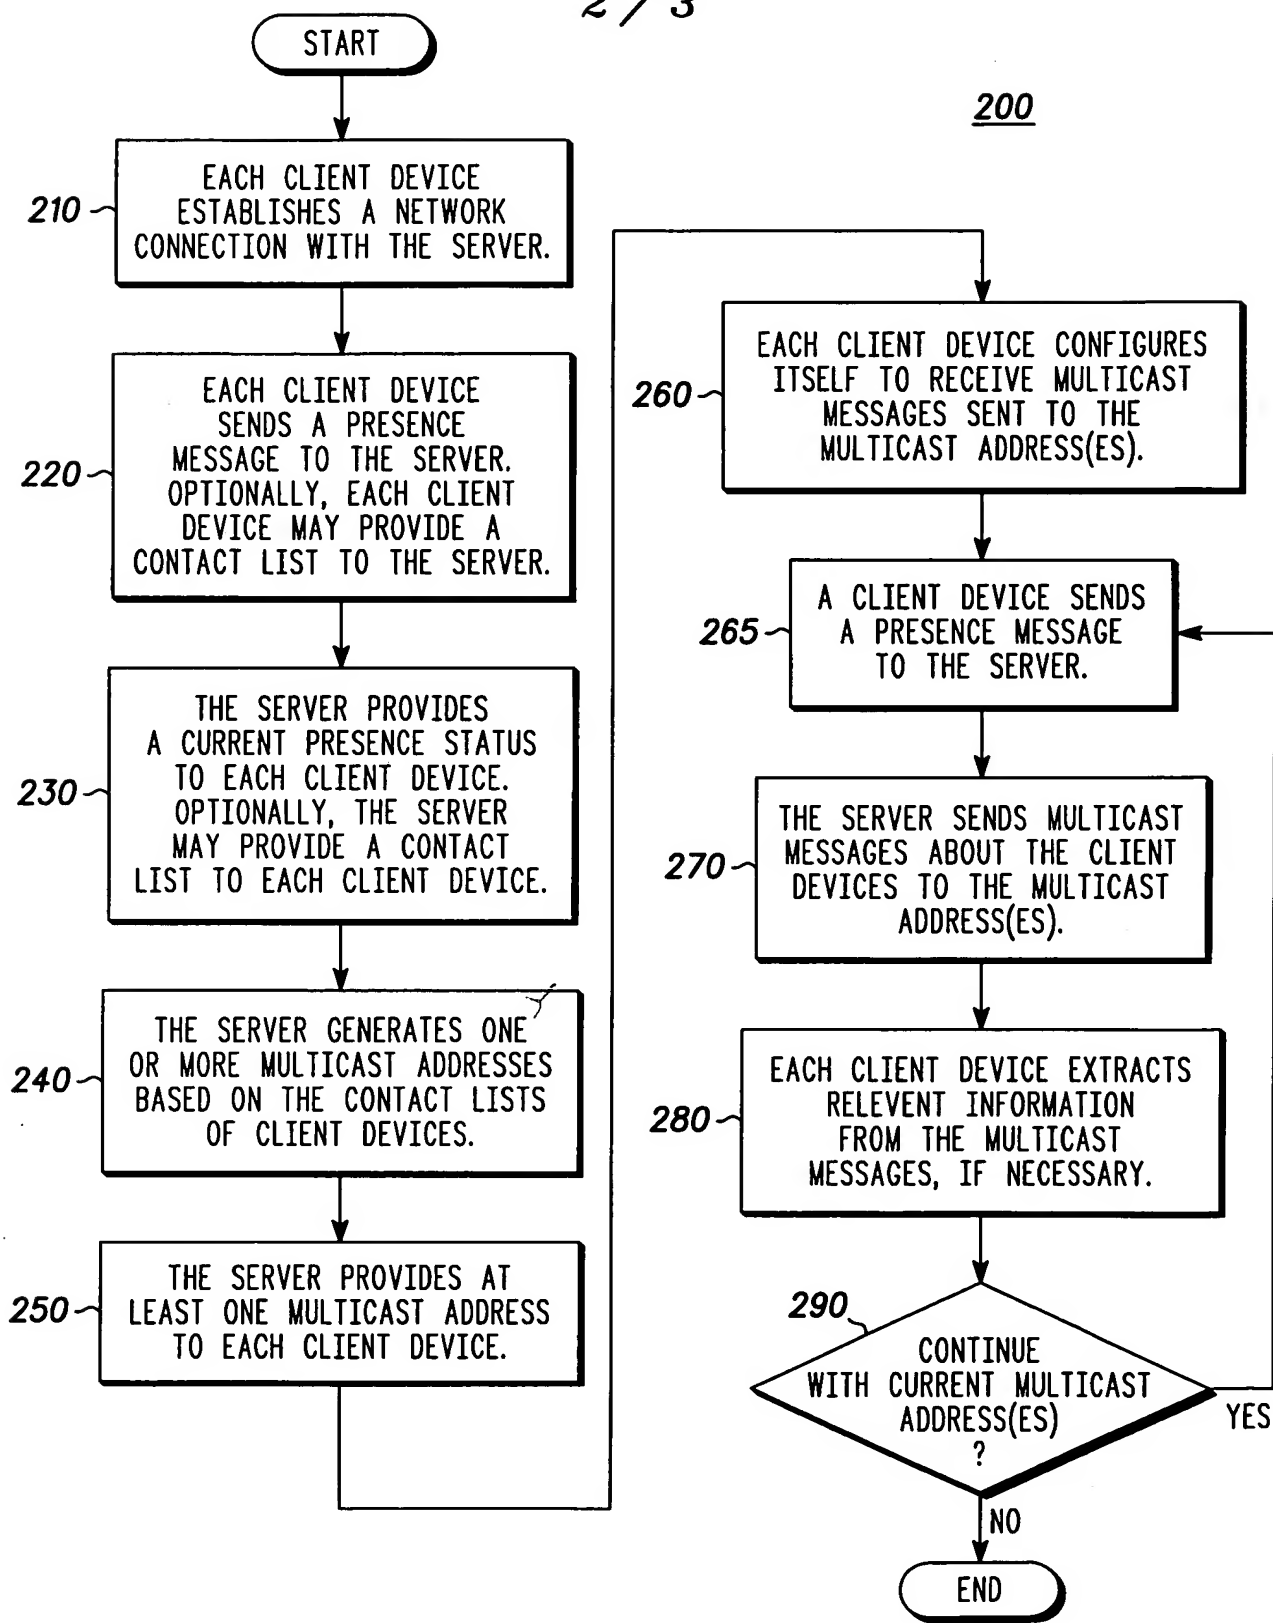 2/3
START
200
210
EACH CLIENT DEVICE
ESTABLISHES A NETWORK
CONNECTION WITH THE SERVER.
220
EACH CLIENT DEVICE
SENDS A PRESENCE
MESSAGE TO THE SERVER.
OPTIONALLY, EACH CLIENT
DEVICE MAY PROVIDE A
CONTACT LIST TO THE SERVER.
230
THE SERVER PROVIDES
A CURRENT PRESENCE STATUS
TO EACH CLIENT DEVICE.
OPTIONALLY, THE SERVER
MAY PROVIDE A CONTACT
LIST TO EACH CLIENT DEVICE.
240
THE SERVER GENERATES ONE
OR MORE MULTICAST ADDRESSES
BASED ON THE CONTACT LISTS
OF CLIENT DEVICES.
250
THE SERVER PROVIDES AT
LEAST ONE MULTICAST ADDRESS
TO EACH CLIENT DEVICE.
260
EACH CLIENT DEVICE CONFIGURES
ITSELF TO RECEIVE MULTICAST
MESSAGES SENT TO THE
MULTICAST ADDRESS(ES).
265
A CLIENT DEVICE SENDS
A PRESENCE MESSAGE
TO THE SERVER.
270
THE SERVER SENDS MULTICAST
MESSAGES ABOUT THE CLIENT
DEVICES TO THE MULTICAST
ADDRESS(ES).
280
EACH CLIENT DEVICE EXTRACTS
RELEVENT INFORMATION
FROM THE MULTICAST
MESSAGES, IF NECESSARY.
290
CONTINUE
WITH CURRENT MULTICAST
ADDRESS(ES)
?
YES
NO
END